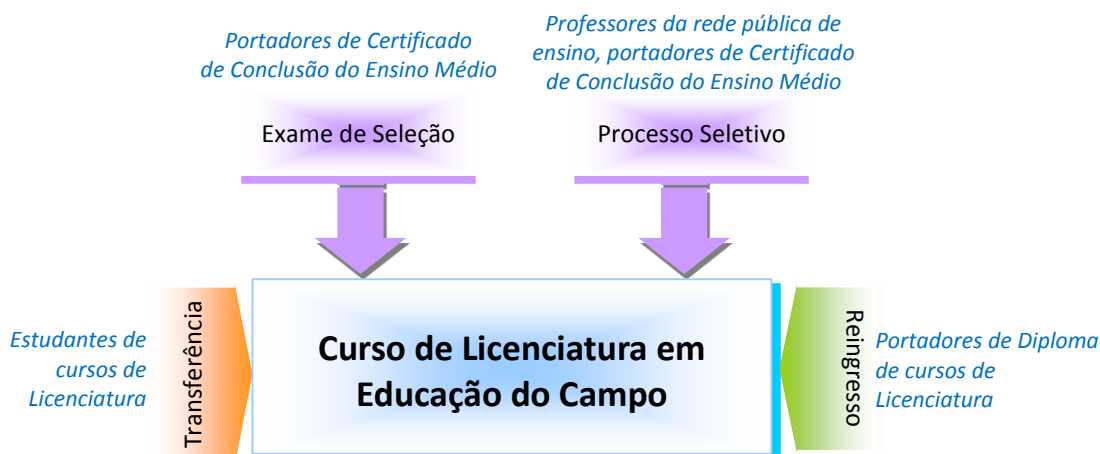 Portadores de Certificado
de Conclusão do Ensino Médio
Professores da rede pública de
ensino, portadores de Certificado
de Conclusão do Ensino Médio
Exame de Seleção
Processo Seletivo
Estudantes de
cursos de
Licenciatura
Transferência
Curso de Licenciatura em
Educação do Campo
Reingresso
Portadores de Diploma
de cursos de
Licenciatura